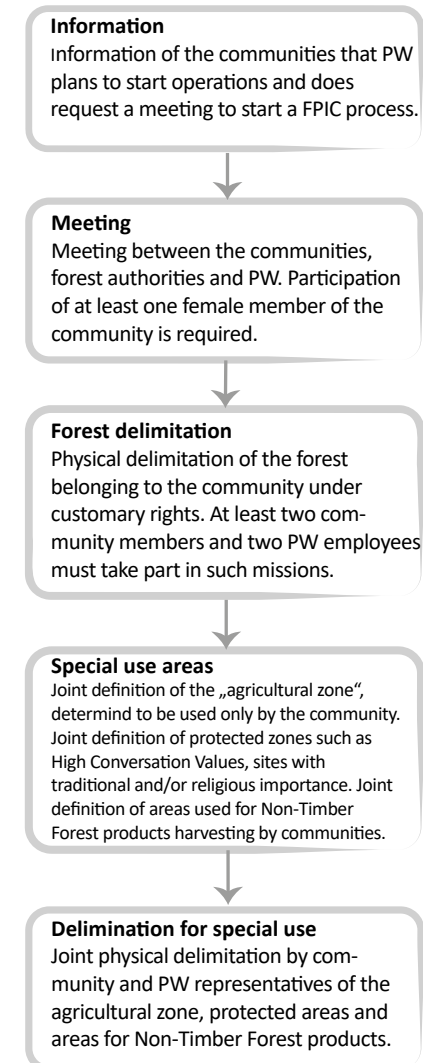 Information
Information of the communities that PW
plans to start operations and does
request a meeting to start a FPIC process.
Meeting
Meeting between the communities,
forest authorities and PW. Participation
of at least one female member of the
community is required.
Forest delimitation
Physical delimitation of the forest
belonging to the community under
customary rights. At least two com-
munity members and two PW employees
must take part in such missions.
Special use areas
Joint definition of the „agricultural zone“,
determind to be used only by the community.
Joint definition of protected zones such as
High Conversation Values, sites with
traditional and/or religious importance. Joint
definition of areas used for Non-Timber
Forest products harvesting by communities.
Delimination for special use
Joint physical delimitation by com-
munity and PW representatives of the
agricultural zone, protected areas and
areas for Non-Timber Forest products.